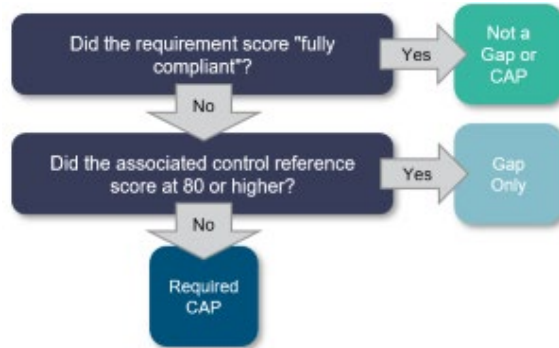 Did the requirement score "fully
compliant"?
Yes
Not a
Gap or
CAP
No
Did the associated control reference
score at 80 or higher?
Yes
Gap
Only
No
Required
CAP